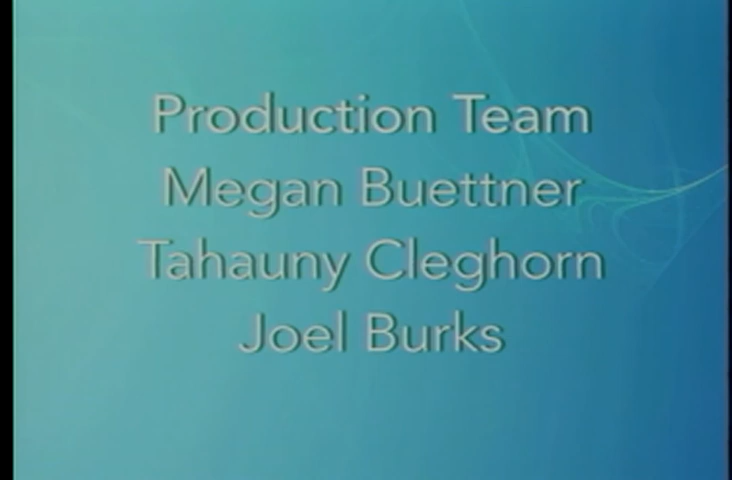 Production Team
Megan Buettner
Tahauny Cleghorn
Joel Burks